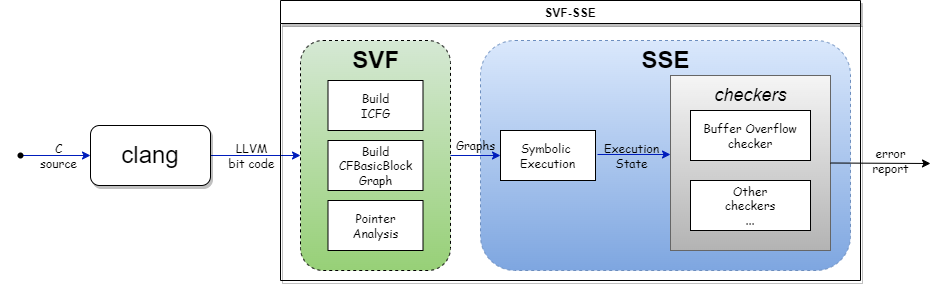 SVF-SSE
C
source
clang
LLVM
bit code
SVF
Build
ICFG
Build
CFBasicBlock
Graph
Pointer
Analysis
Graphs
SSE
Symbolic
Execution
Execution
State
checkers
Buffer Overflow
checker
Other
checkers
...
error
report